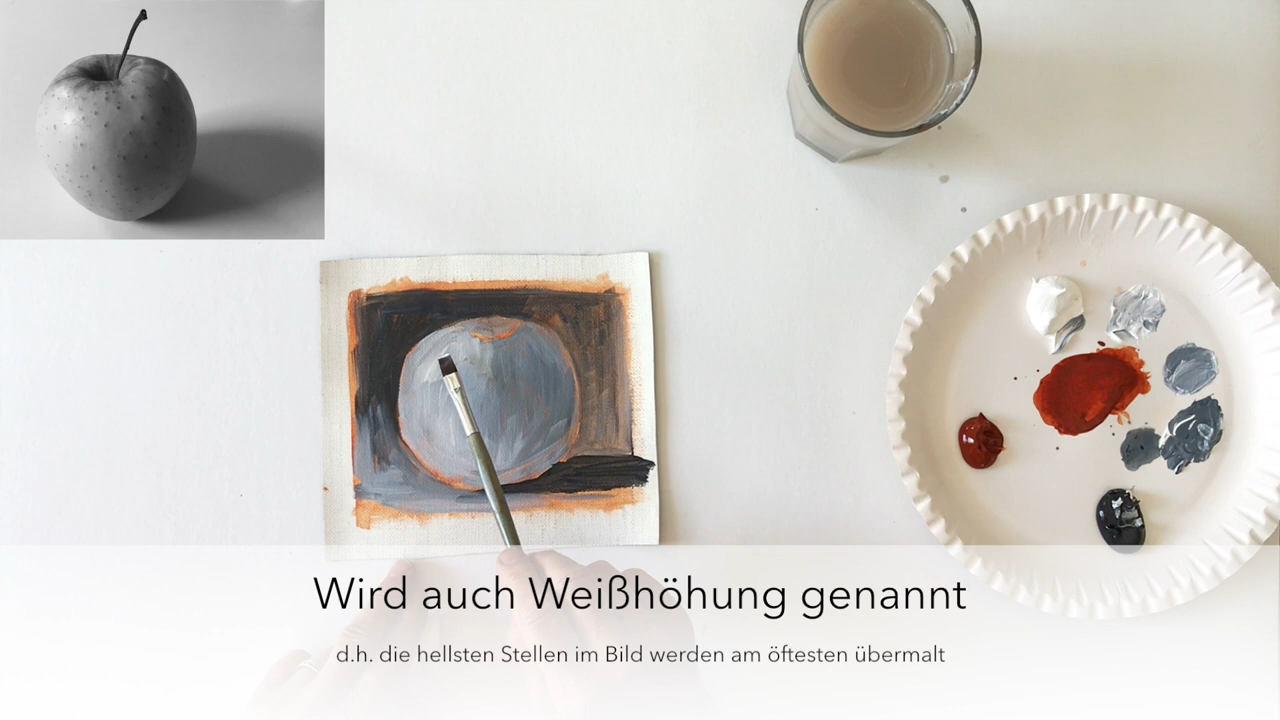 Wird auch Weißhöhung genannt
d.h. die hellsten Stellen im Bild werden am öftesten übermalt